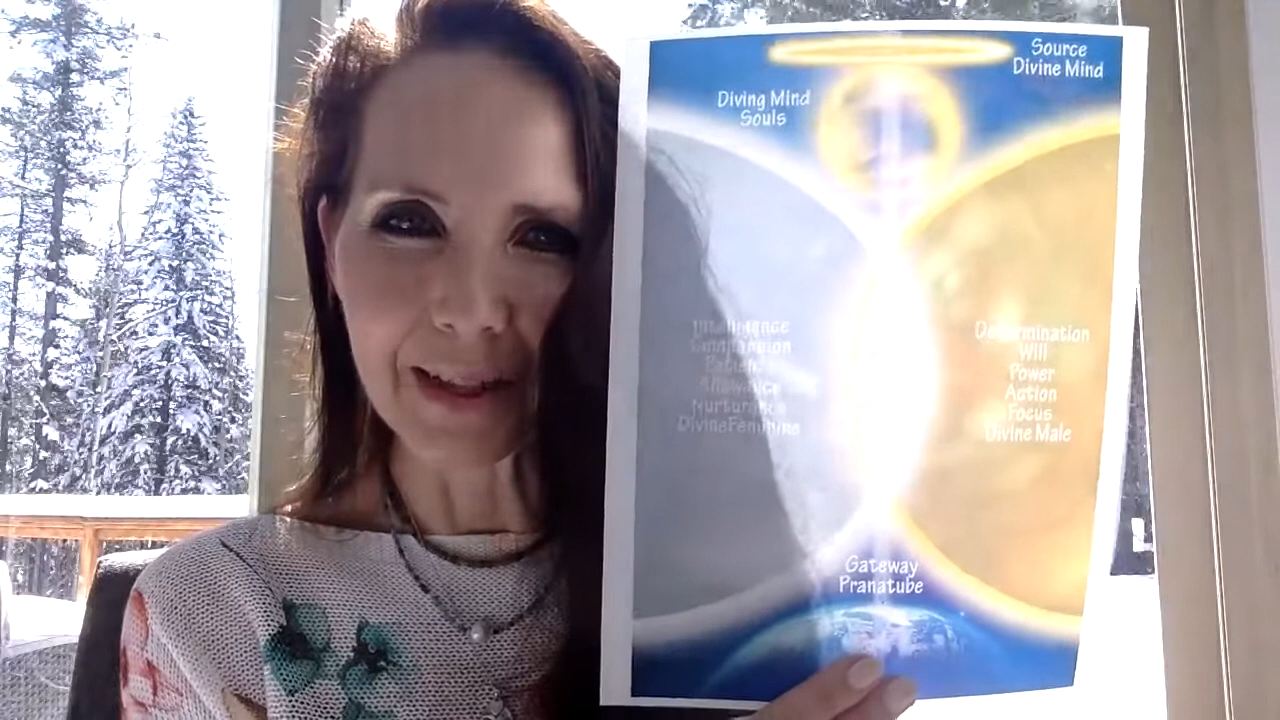 Source
Divine Mind
Diving Mind
Souls
Intelligence
Compassion
Allowance
Nurturance
DivineFeminine
Determination
Will
Power
Action
Focus
Divine Male
Gateway
Pranatube